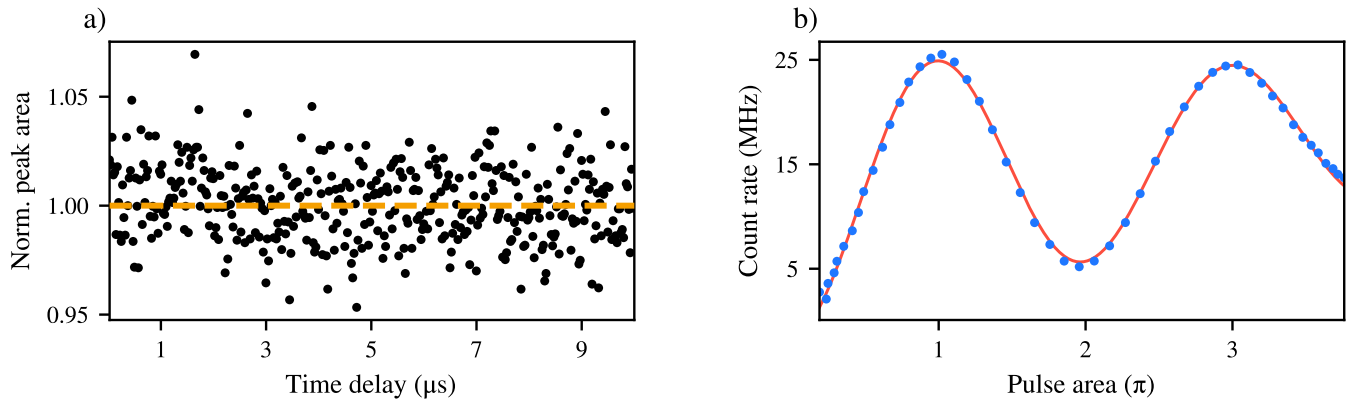 a)
Norm. peak area
1.05
1.00
0.95
1
3
5
7
9
Time delay (μs)
b)
Count rate (MHz)
25
15
5
1
2
3
Pulse area (π)